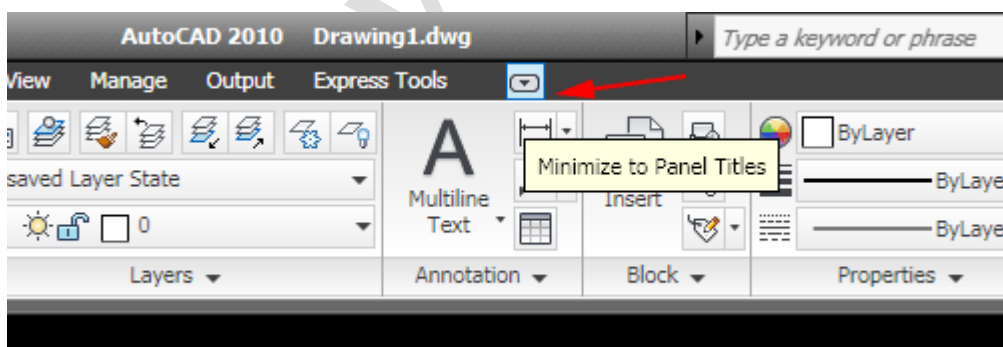 AutoCAD 2010 Drawing1.dwg Type a keyword or phrase
View Manage Output Express Tools
ByLayer
Minimize to Panel Titles
saved Layer State
Multiline
Text
Insert
ByLaye
0
ByLaye
Layers Annotation Block Properties